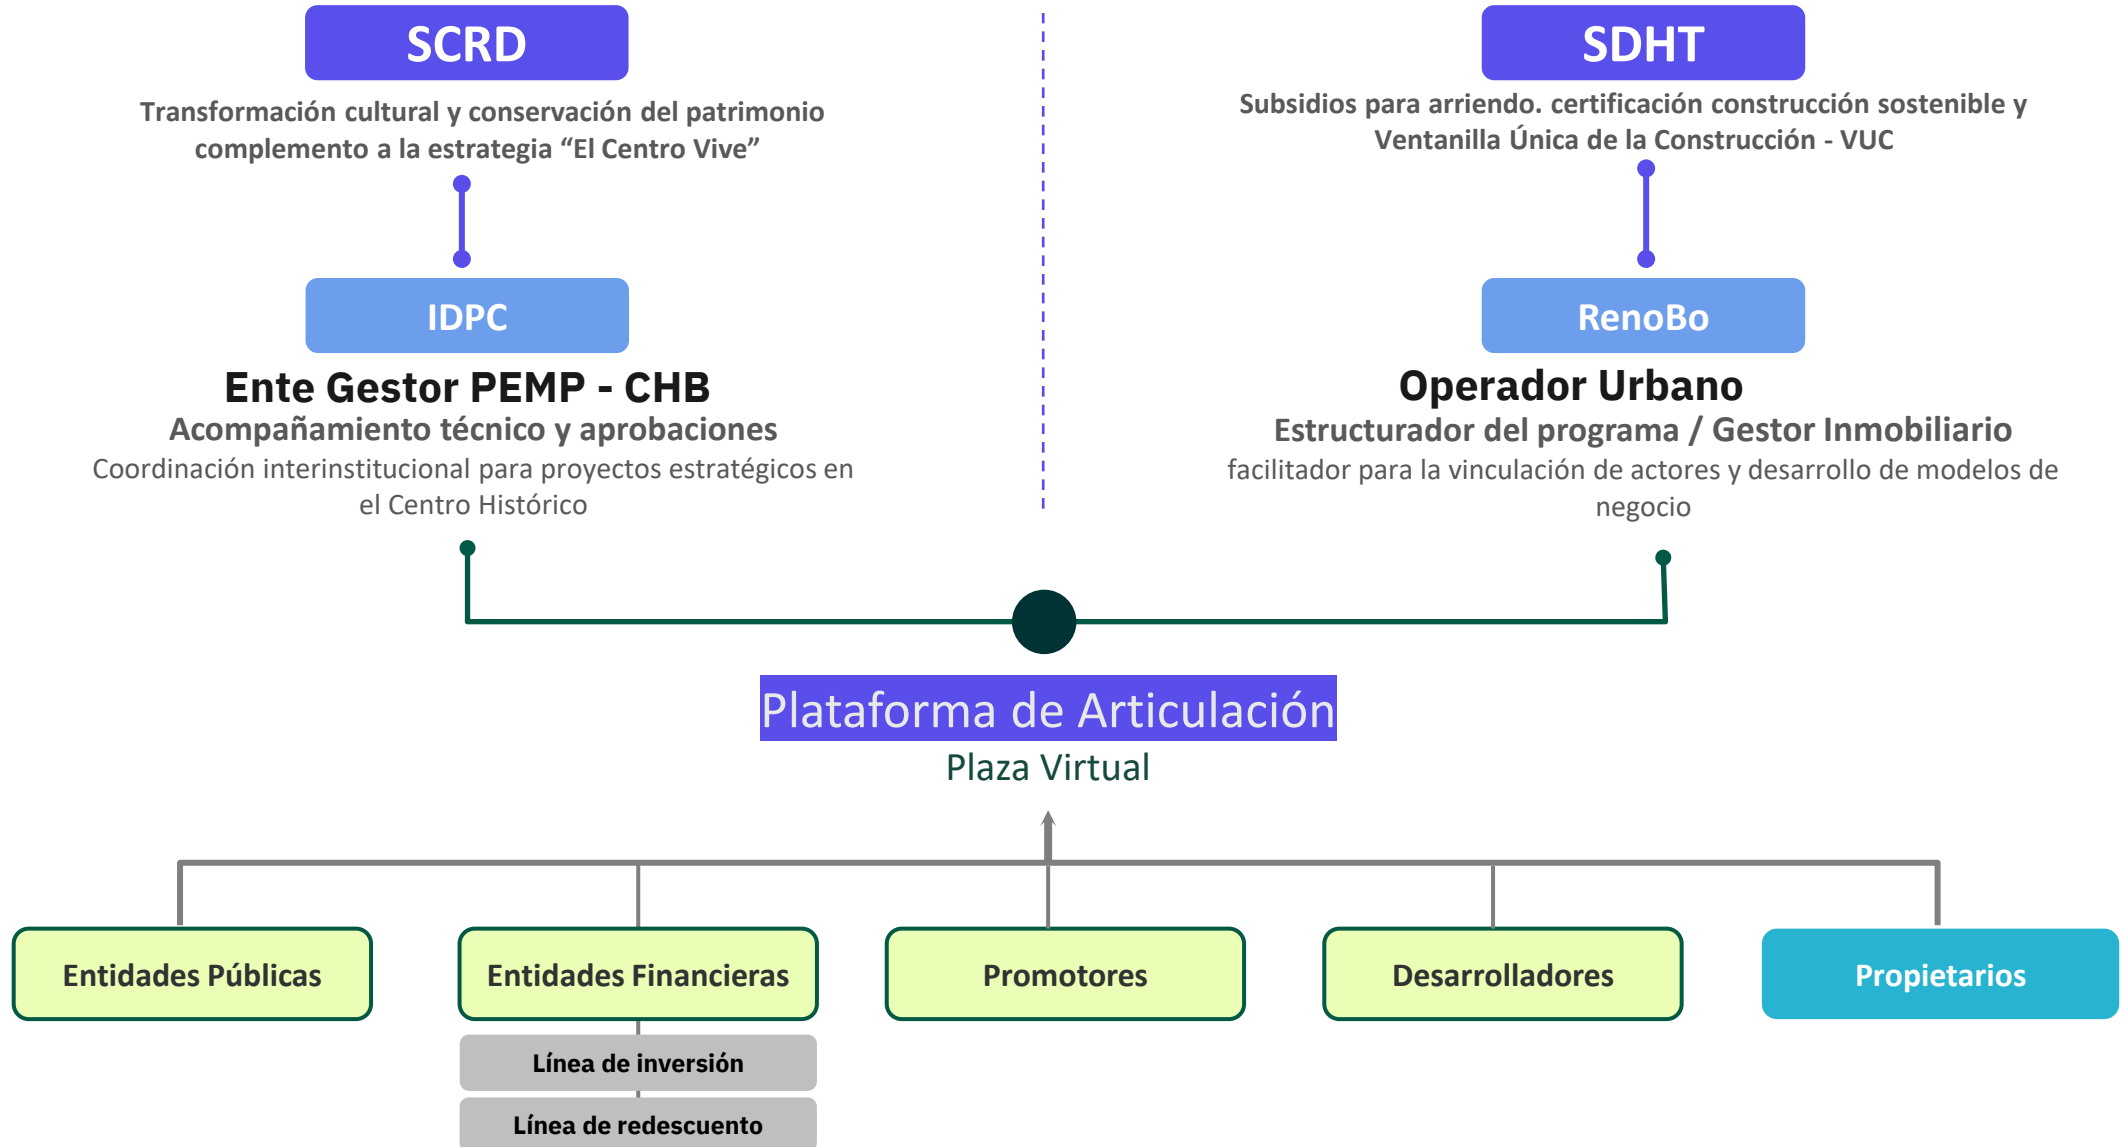 SCRD
Transformación cultural y conservación del patrimonio
complemento a la estrategia “El Centro Vive”
IDPC
Ente Gestor PEMP - CHB
Acompañamiento técnico y aprobaciones
Coordinación interinstitucional para proyectos estratégicos en
el Centro Histórico
SDHT
Subsidios para arriendo. certificación construcción sostenible y
Ventanilla Única de la Construcción - VUC
RenoBo
Operador Urbano
Estructurador del programa / Gestor Inmobiliario
facilitador para la vinculación de actores y desarrollo de modelos de
negocio
Plataforma de Articulación
Plaza Virtual
Entidades Públicas
Entidades Financieras
Línea de inversión
Línea de redescuento
Promotores
Desarrolladores
Propietarios